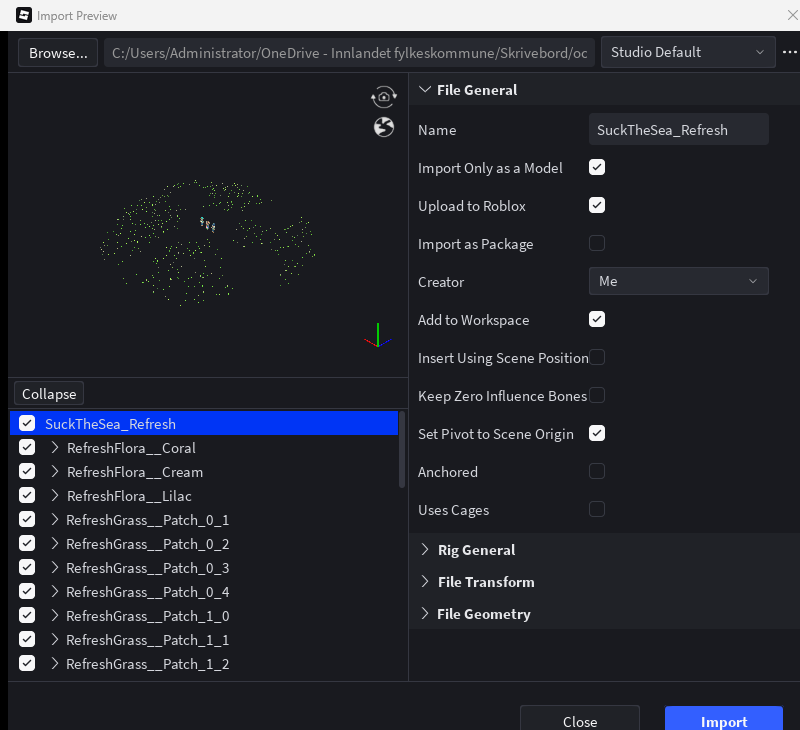 Import Preview
Browse...
C:/Users/Administrator/OneDrive - Innlandet fylkeskommune/Skrivebord/oc
Studio Default
File General
Name
SuckTheSea_Refresh
Import Only as a Model
Upload to Roblox
Import as Package
Creator
Me
Add to Workspace
Insert Using Scene Position
Keep Zero Influence Bones
Set Pivot to Scene Origin
Anchored
Uses Cages
Rig General
File Transform
File Geometry
Collapse
SuckTheSea_Refresh
RefreshFlora__Coral
RefreshFlora__Cream
RefreshFlora__Lilac
RefreshGrass__Patch_0_1
RefreshGrass__Patch_0_2
RefreshGrass__Patch_0_3
RefreshGrass__Patch_0_4
RefreshGrass__Patch_1_0
RefreshGrass__Patch_1_1
RefreshGrass__Patch_1_2
Close
Import